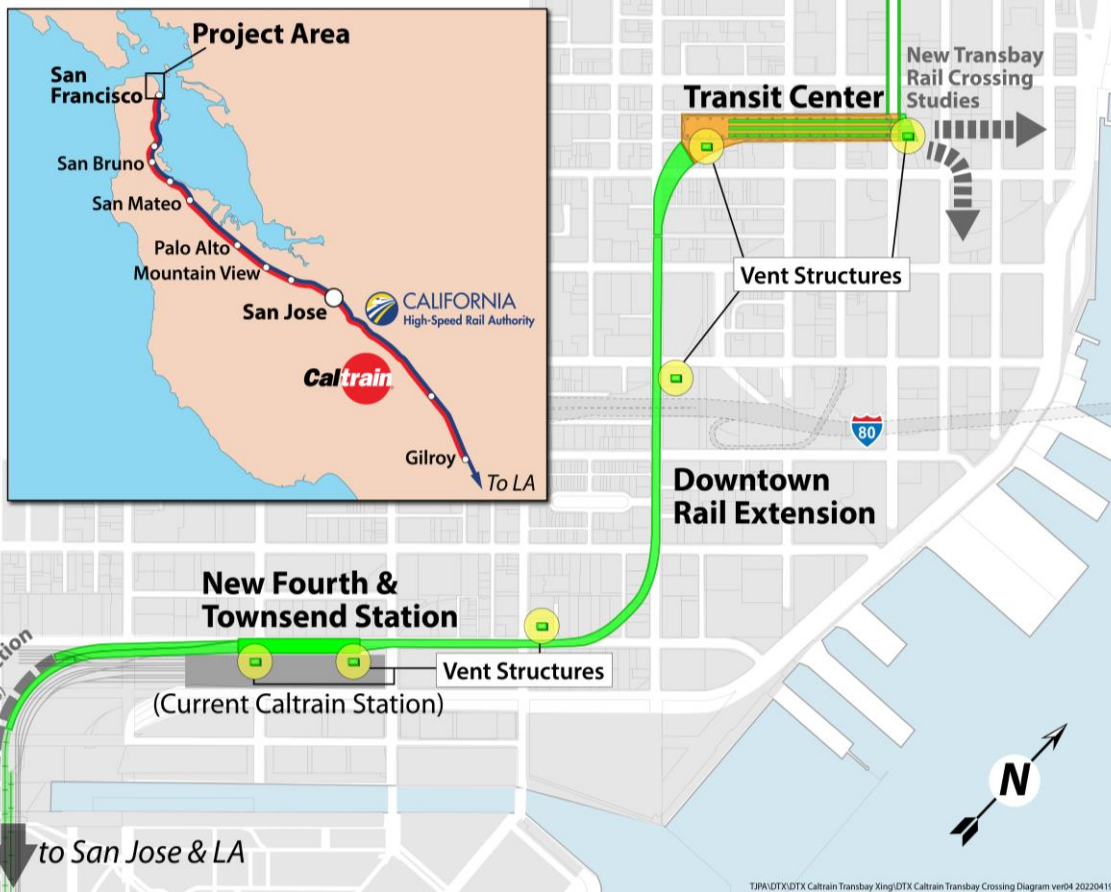 Project Area
San
Francisco
San Bruno
San Mateo
Palo Alto
Mountain View
San Jose
CALIFORNIA
High-Speed Rail Authority
Caltrain
Gilroy
To LA
New Transbay
Rail Crossing
Studies
Transit Center
Vent Structures
80
Downtown
Rail Extension
New Fourth &
Townsend Station
Vent Structures
(Current Caltrain Station)
N
to San Jose & LA
TJPA\DTX\DTX Caltrain Transbay Xing\DTX Caltrain Transbay Crossing Diagram ver04 20220419